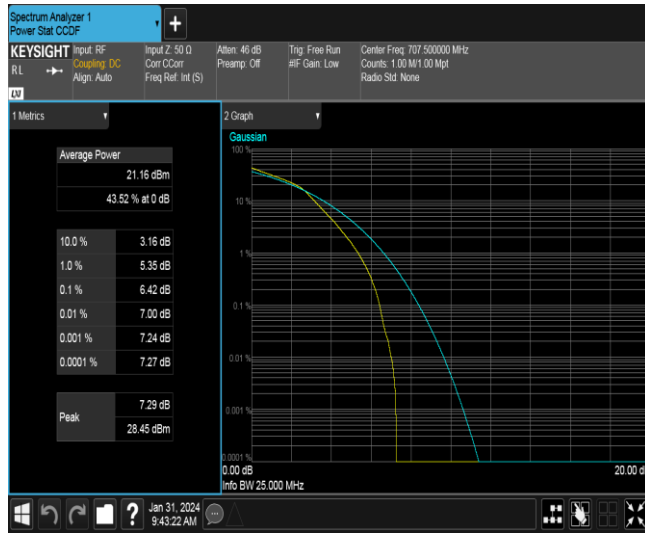 Spectrum Analyzer 1
Power Stat CCDF
+
KEYSIGHT
RL
LXI
Input: RF
Coupling: DC
Align: Auto
Input Z: 50 Ω
Corr CCorr
Freq Ref: Int (S)
Atten: 46 dB
Preamp: Off
Trig: Free Run
#IF Gain: Low
Center Freq: 707.500000 MHz
Counts: 1.00 M/1.00 Mpt
Radio Std: None
1 Metrics
Average Power
21.16 dBm
43.52 % at 0 dB
10.0 % 3.16 dB
1.0 % 5.35 dB
0.1 % 6.42 dB
0.01 % 7.00 dB
0.001 % 7.24 dB
0.0001 % 7.27 dB
Peak
7.29 dB
28.45 dBm
2 Graph
Gaussian
100 %
10 %
1 %
0.1 %
0.01 %
0.001 %
0.0001 %
0.00 dB
20.00 d
Info BW 25.000 MHz
?
Jan 31, 2024
9:43:22 AM